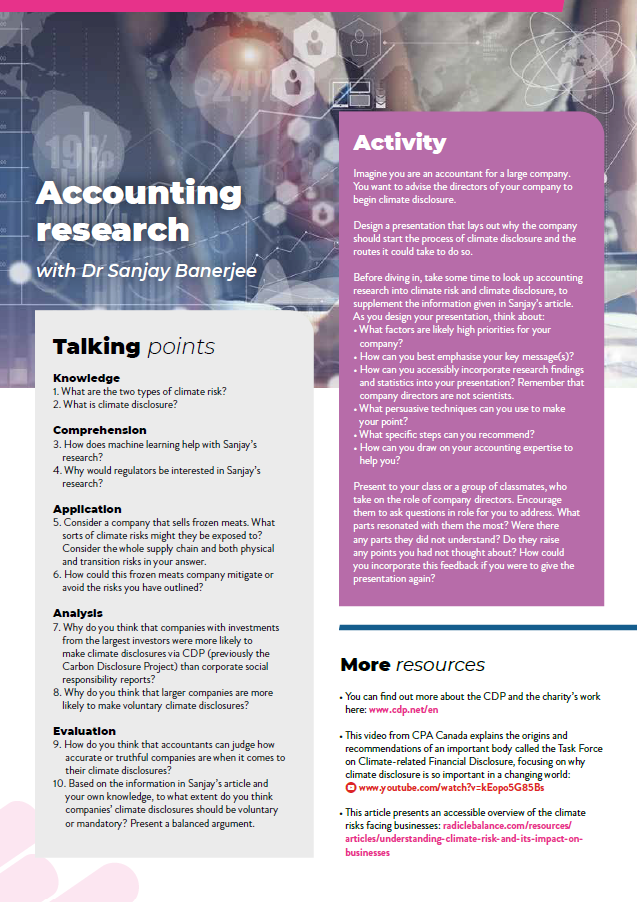 24%
19%
Accounting
research
with Dr Sanjay Banerjee
Talking points
Knowledge
1. What are the two types of climate risk?
2. What is climate disclosure?
Comprehension
3. How does machine learning help with Sanjay's
research?
4. Why would regulators be interested in Sanjay's
research?
Application
5. Consider a company that sells frozen meats. What
sorts of climate risks might they be exposed to?
Consider the whole supply chain and both physical
and transition risks in your answer.
6. How could this frozen meats company mitigate or
avoid the risks you have outlined?
Analysis
7. Why do you think that companies with investments
from the largest investors were more likely to
make climate disclosures via CDP (previously the
Carbon Disclosure Project) than corporate social
responsibility reports?
8. Why do you think that larger companies are more
likely to make voluntary climate disclosures?
Evaluation
9. How do you think that accountants can judge how
accurate or truthful companies are when it comes to
their climate disclosures?
10. Based on the information in Sanjay's article and
your own knowledge, to what extent do you think
companies' climate disclosures should be voluntary
or mandatory? Present a balanced argument.
Activity
Imagine you are an accountant for a large company.
You want to advise the directors of your company to
begin climate disclosure.
Design a presentation that lays out why the company
should start the process of climate disclosure and the
routes it could take to do so.
Before diving in, take some time to look up accounting
research into climate risk and climate disclosure, to
supplement the information given in Sanjay's article.
As you design your presentation, think about:
• What factors are likely high priorities for your
company?
• How can you best emphasise your key message(s)?
• How can you accessibly incorporate research findings
and statistics into your presentation? Remember that
company directors are not scientists.
• What persuasive techniques can you use to make
your point?
• What specific steps can you recommend?
• How can you draw on your accounting expertise to
help you?
Present to your class or a group of classmates, who
take on the role of company directors. Encourage
them to ask questions in role for you to address. What
parts resonated with them the most? Were there
any parts they did not understand? Do they raise
any points you had not thought about? How could
you incorporate this feedback if you were to give the
presentation again?
More resources
• You can find out more about the CDP and the charity's work
here: www.cdp.net/en
• This video from CPA Canada explains the origins and
recommendations of an important body called the Task Force
on Climate-related Financial Disclosure, focusing on why
climate disclosure is so important in a changing world:
www.youtube.com/watch?v=kEopo5G85Bs
• This article presents an accessible overview of the climate
risks facing businesses: radiclebalance.com/resources/
articles/understanding-climate-risk-and-its-impact-on-
businesses